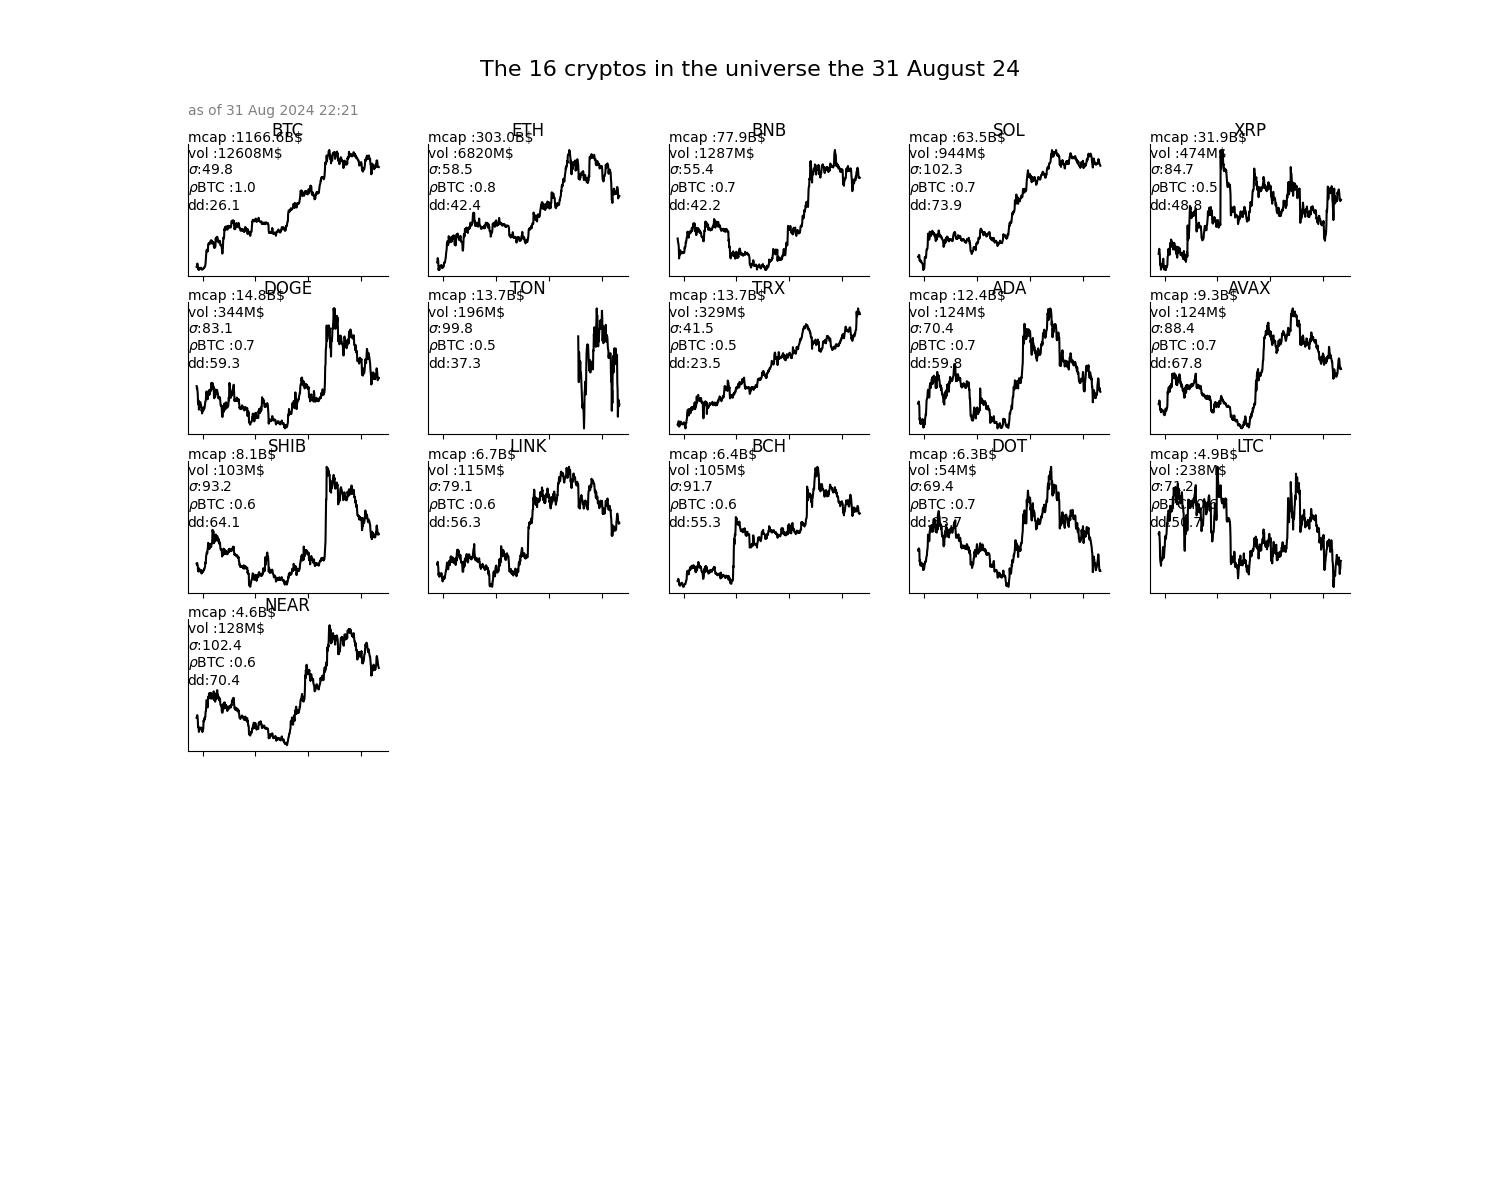 The 16 cryptos in the universe the 31 August 24
as of 31 Aug 2024 22:21
BTC
mcap :1166.6B$
vol :12608M$
σ:49.8
ρBTC :1.0
dd:26.1
ETH
mcap :303.0B$
vol :6820M$
σ:58.5
ρBTC :0.8
dd:42.4
BNB
mcap :77.9B$
vol :1287M$
σ:55.4
ρBTC :0.7
dd:42.2
SOL
mcap :63.5B$
vol :944M$
σ:102.3
ρBTC :0.7
dd:73.9
XRP
mcap :31.9B$
vol :474M$
σ:84.7
ρBTC :0.5
dd:48.8
DOGE
mcap :14.8B$
vol :344M$
σ:83.1
ρBTC :0.7
dd:59.3
TON
mcap :13.7B$
vol :196M$
σ:99.8
ρBTC :0.5
dd:37.3
TRX
mcap :13.7B$
vol :329M$
σ:41.5
ρBTC :0.5
dd:23.5
ADA
mcap :12.4B$
vol :124M$
σ:70.4
ρBTC :0.7
dd:59.8
AVAX
mcap :9.3B$
vol :124M$
σ:88.4
ρBTC :0.7
dd:67.8
SHIB
mcap :8.1B$
vol :103M$
σ:93.2
ρBTC :0.6
dd:64.1
LINK
mcap :6.7B$
vol :115M$
σ:79.1
ρBTC :0.6
dd:56.3
BCH
mcap :6.4B$
vol :105M$
σ:91.7
ρBTC :0.6
dd:55.3
DOT
mcap :6.3B$
vol :54M$
σ:69.4
ρBTC :0.7
LTC
mcap :4.9B$
vol :238M$
ρBTC :0.6
NEAR
mcap :4.6B$
vol :128M$
σ:102.4
ρBTC :0.6
dd:70.4